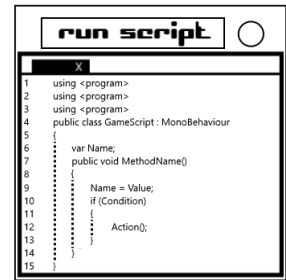 run script
X
1 using <program>
2 using <program>
3 using <program>
4 public class GameScript : MonoBehaviour
5 {
6 var Name;
7 public void MethodName()
8 {
9 Name = Value;
10 if (Condition)
11 {
12 Action();
13 }
14 }
15 }